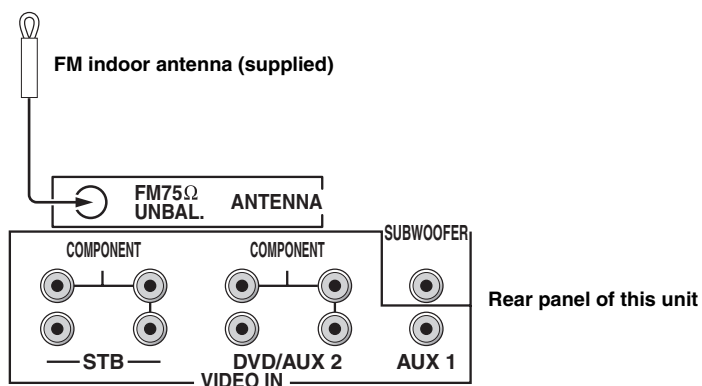 FM indoor antenna (supplied)
FM75Ω
UNBAL.
ANTENNA
SUBWOOFER
COMPONENT
COMPONENT
Rear panel of this unit
STB
DVD/AUX 2
AUX 1
VIDEO IN